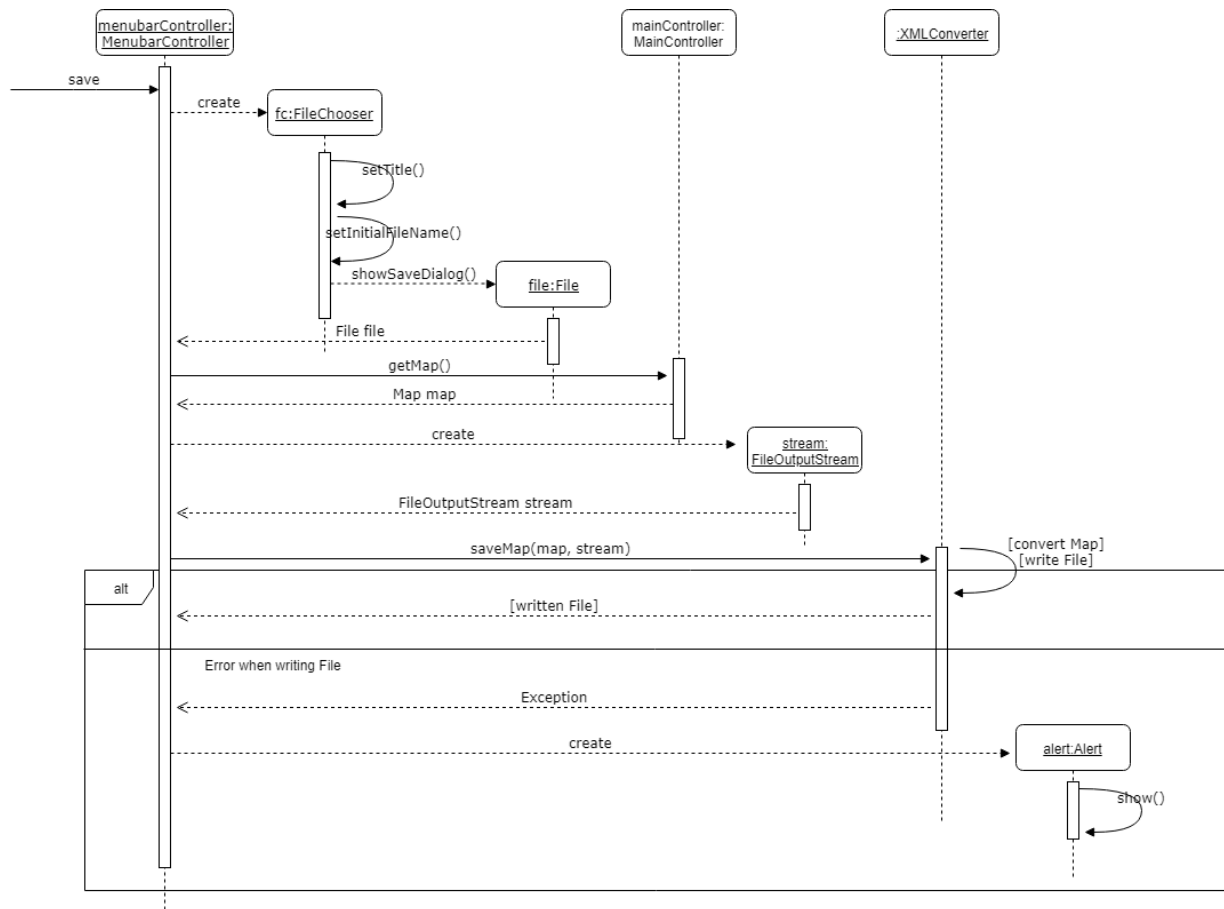 menubarController:
MenubarController
mainController:
MainController
:XMLConverter
save
create
fc:FileChooser
setTitle()
setInitialFileName()
showSaveDialog()
file:File
File file
getMap()
Map map
create
stream:
FileOutputStream
FileOutputStream stream
saveMap(map, stream)
[convert Map]
[write File]
alt
[written File]
Error when writing File
Exception
create
alert:Alert
show()